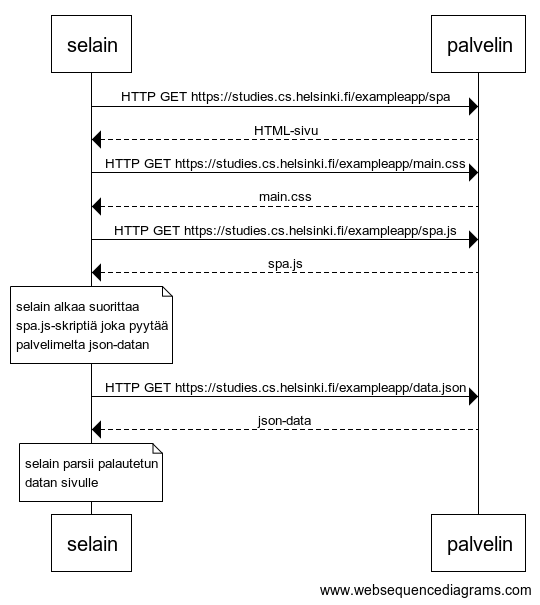 selain palvelin
HTTP GET https://studies.cs.helsinki.fi/exampleapp/spa
HTML-sivu
HTTP GET https://studies.cs.helsinki.fi/exampleapp/main.css
main.css
HTTP GET https://studies.cs.helsinki.fi/exampleapp/spa.js
spa.js
selain alkaa suorittaa
spa.js-skriptiä joka pyytää
palvelimelta json-datan
HTTP GET https://studies.cs.helsinki.fi/exampleapp/data.json
json-data
selain parsii palautetun
datan sivulle
selain palvelin
www.websequencediagrams.com